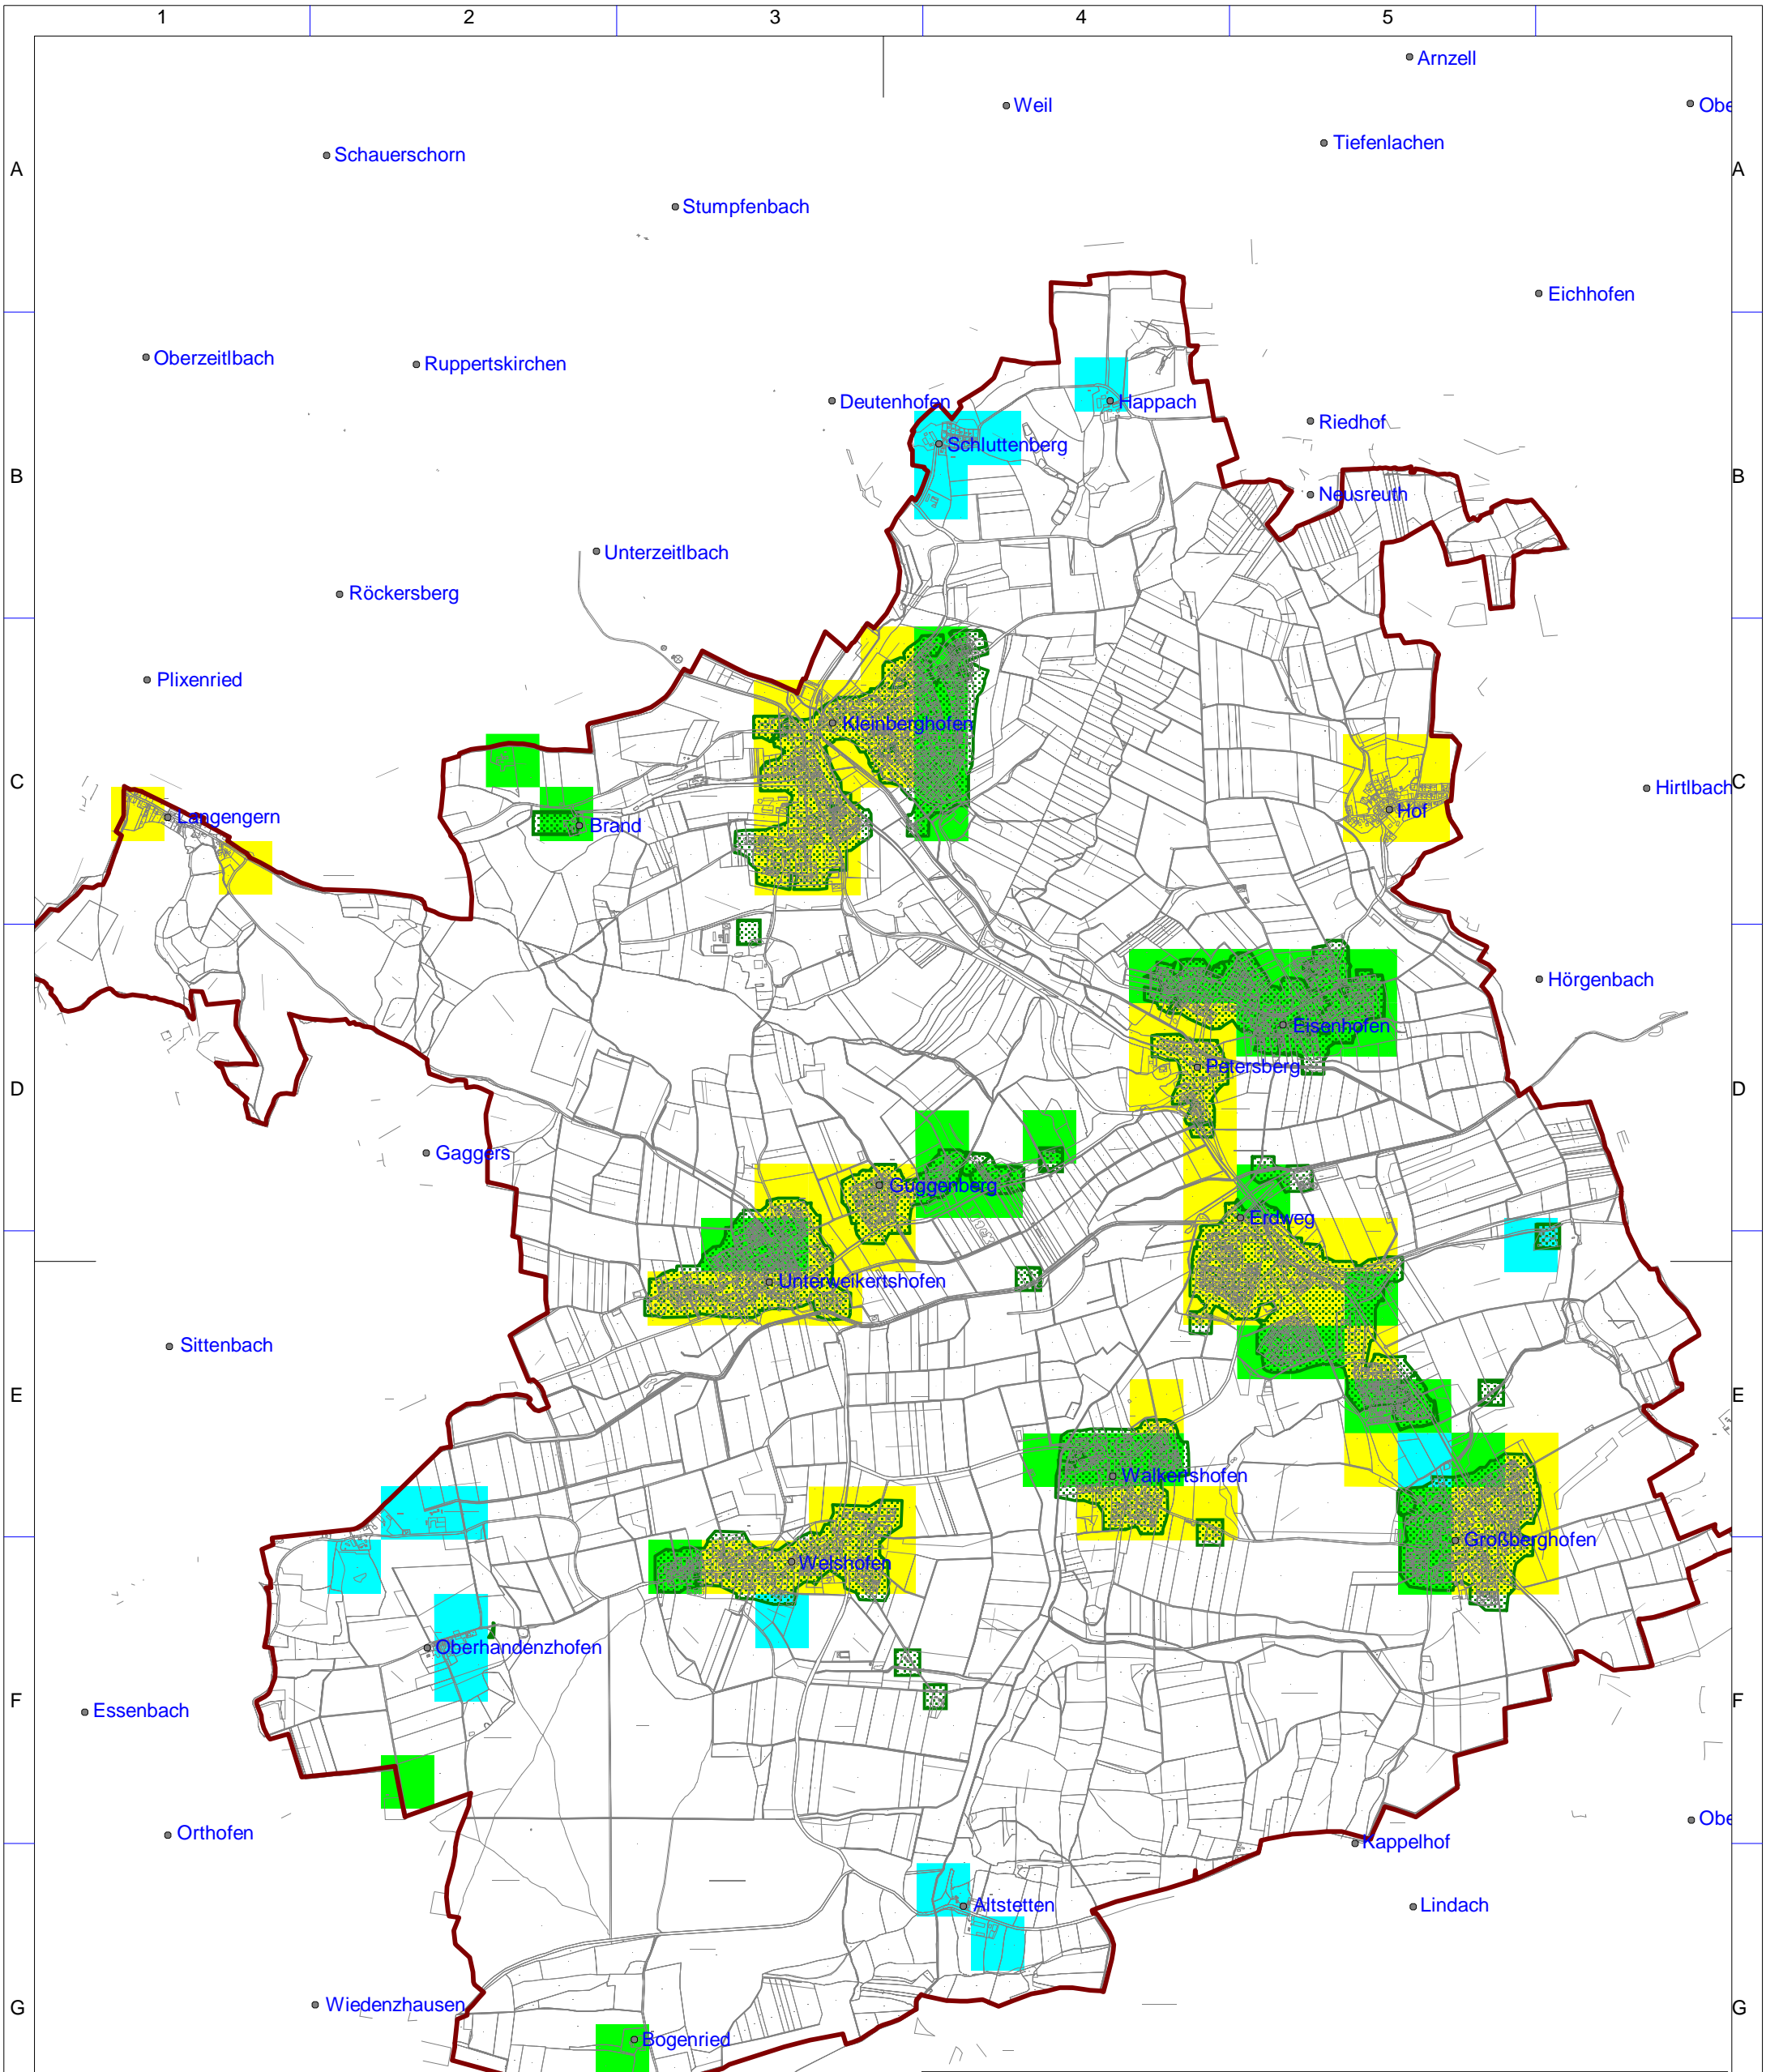 1 2 3 4 5
Arnzell
Weil
Obe
Tiefenlachen
Schauerschorn
A A
Stumpfenbach
Eichhofen
Oberzeitlbach
Ruppertskirchen
Deutenhofen
Happach
Riedhof
Schluttenberg
B B
Neusreuth
Unterzeitlbach
Röckersberg
Plixenried
Kleinberghofen
C C
Hirtlbach
Hof
Langengern
Brand
Hörgenbach
Eisenhofen
Petersberg
D D
Gaggers
Guggenberg
Erdweg
Unterweikertshofen
Sittenbach
E E
Walkertshofen
Großberghofen
Welshofen
Oberhandenzhofen
F F
Essenbach
Obe
Orthofen
Kappelhof
Altstetten
Lindach
Wiedenzhausen
G G
Bogenried